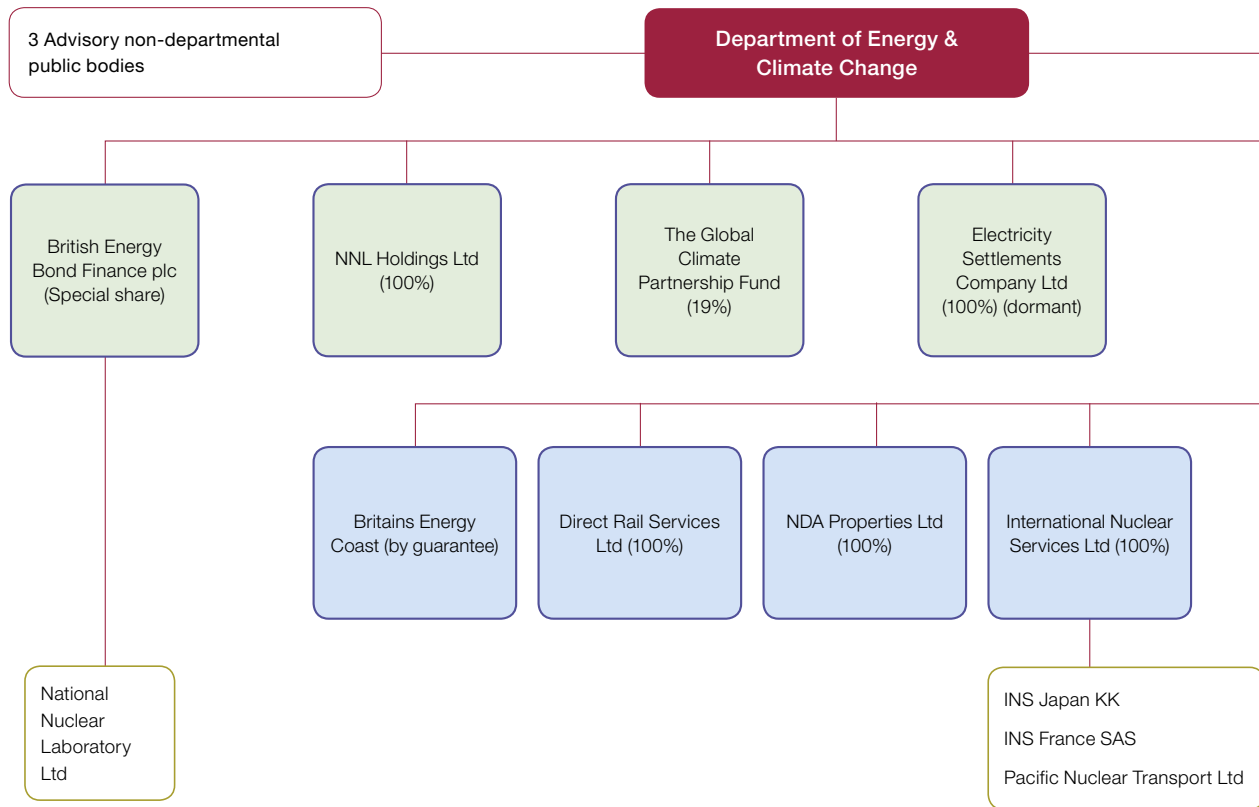 3 Advisory non-departmental
public bodies
Department of Energy &
Climate Change
British Energy
Bond Finance plc
(Special share)
NNL Holdings Ltd
(100%)
The Global
Climate
Partnership Fund
(19%)
Electricity
Settlements
Company Ltd
(100%) (dormant)
Britains Energy
Coast (by guarantee)
Direct Rail Services
Ltd (100%)
NDA Properties Ltd
(100%)
International Nuclear
Services Ltd (100%)
National
Nuclear
Laboratory
Ltd
INS Japan KK
INS France SAS
Pacific Nuclear Transport Ltd